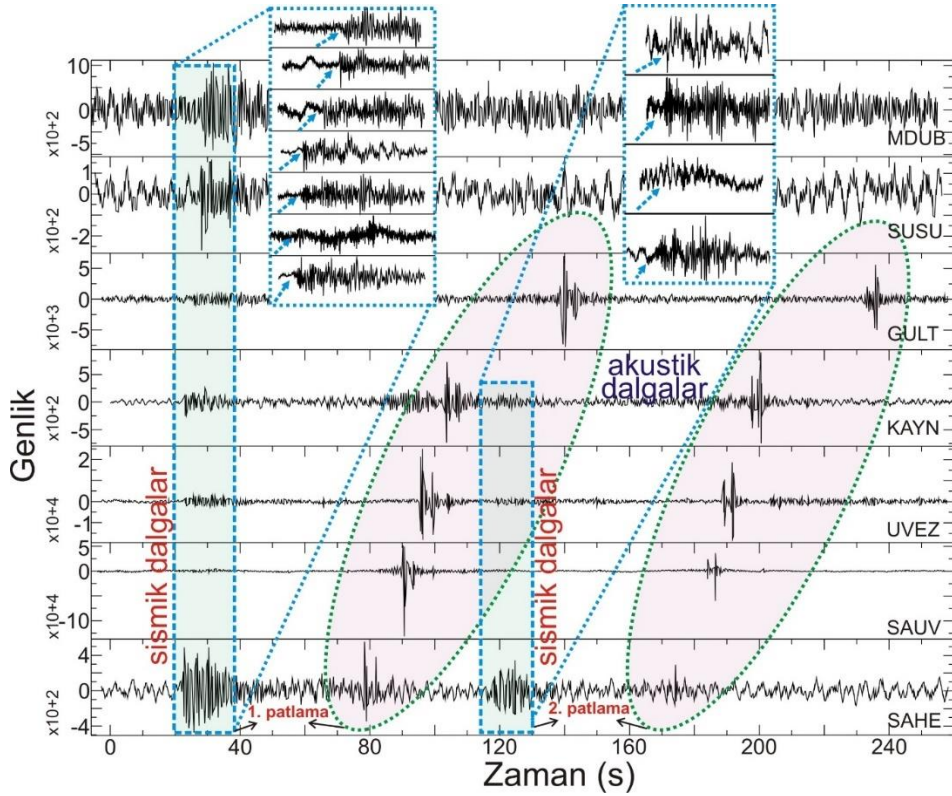 10
0
-5
x10+2
MDUB
1
0
-2
x10+2
SUSU
5
0
-5
x10+3
GULT
5
0
-5
x10+2
KAYN
akustik
dalgalar
2
0
-1
x10+4
UVEZ
5
0
-10
x10+4
SAUV
4
0
-4
x10+2
SAHE
Genlik
sismik dalgalar
sismik dalgalar
1. patlama
2. patlama
0 40 80 120 160 200 240
Zaman (s)